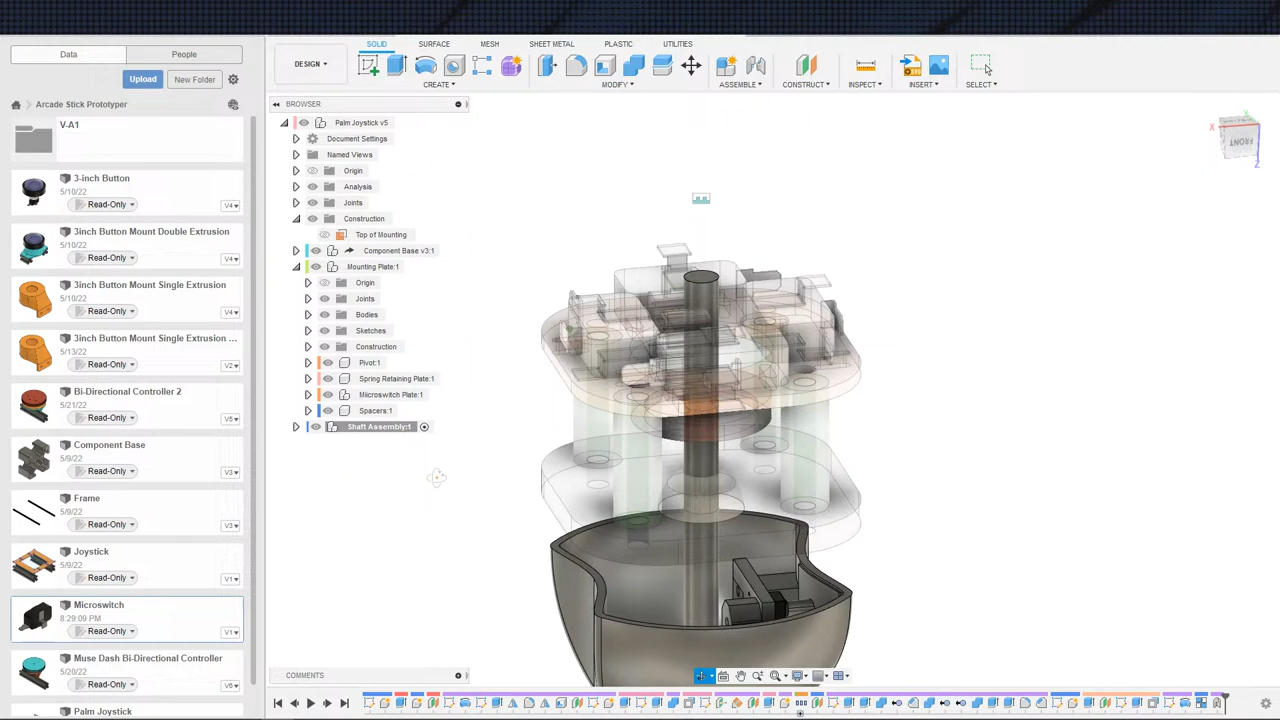 Data
People
Upload
New Folder
Arcade Stick Prototyper
V-A1
3-inch Button
5/10/22
Read-Only
V4
3inch Button Mount Double Extrusion
5/10/22
Read-Only
V4
3inch Button Mount Single Extrusion
5/10/22
Read-Only
V4
3inch Button Mount Single Extrusion ...
5/13/22
Read-Only
V2
Bi-Directional Controller 2
5/21/22
Read-Only
Component Base
5/9/22
Read-Only
V3
Frame
5/9/22
Read-Only
V3
Joystick
5/9/22
Read-Only
V1
Microswitch
8:29:09 PM
Read-Only
V1
Muse Dash Bi-Directional Controller
5/20/22
Read-Only
Palm Joystick
DESIGN
SOLID
SURFACE
MESH
SHEET METAL
PLASTIC
UTILITIES
CREATE
MODIFY
ASSEMBLE
CONSTRUCT
INSPECT
INSERT
SELECT
BROWSER
Palm Joystick v5
Document Settings
Named Views
Origin
Analysis
Joints
Construction
Top of Mounting
Component Base v3:1
Mounting Plate:1
Origin
Joints
Bodies
Sketches
Construction
Pivot:1
Spring Retaining Plate:1
Miicroswitch Plate:1
Spacers:1
Shaft Assembly:1
X
FRONT
Z
COMMENTS